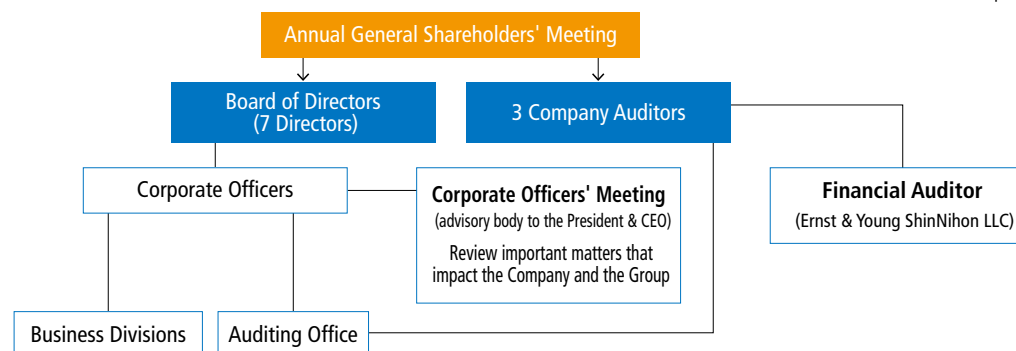 Annual General Shareholders' Meeting
Board of Directors
(7 Directors)
3 Company Auditors
Corporate Officers
Corporate Officers' Meeting
(advisory body to the President & CEO)
Review important matters that
impact the Company and the Group
Financial Auditor
(Ernst & Young ShinNihon LLC)
Business Divisions
Auditing Office